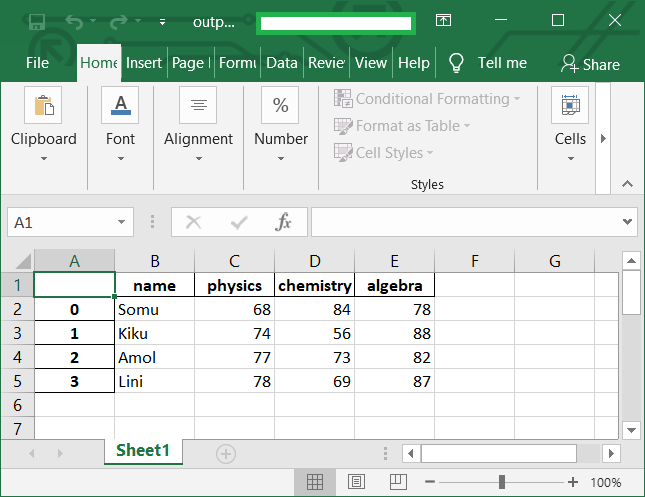 outp...
File Home Insert Page Formu Data Review View Help Tell me Share
Clipboard Font Alignment Number Conditional Formatting Format as Table Cell Styles Styles Cells
A1 fx
A B C D E F G
1 name physics chemistry algebra
2 0 Somu 68 84 78
3 1 Kiku 74 56 88
4 2 Amol 77 73 82
5 3 Lini 78 69 87
6
7
Sheet1
100%